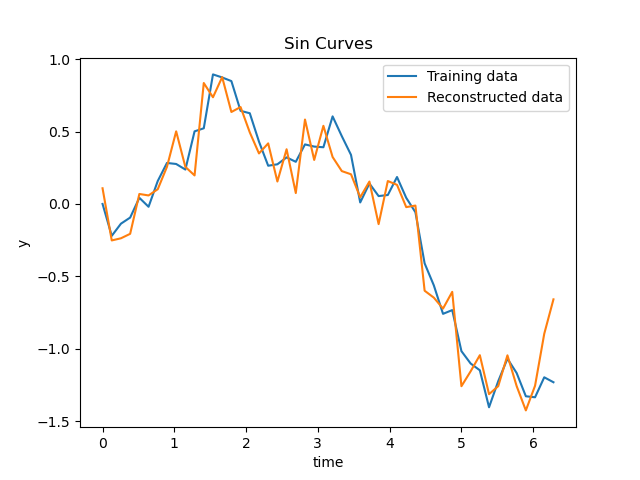 Sin Curves
Training data
Reconstructed data
1.0
0.5
0.0
−0.5
−1.0
−1.5
y
0 1 2 3 4 5 6
time